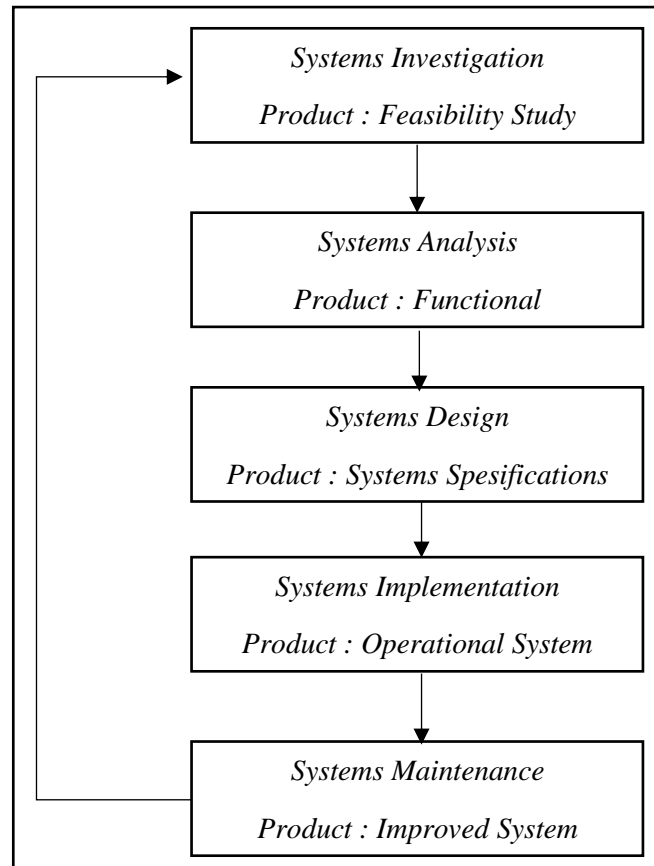 Systems Investigation
Product : Feasibility Study
Systems Analysis
Product : Functional
Systems Design
Product : Systems Spesifications
Systems Implementation
Product : Operational System
Systems Maintenance
Product : Improved System